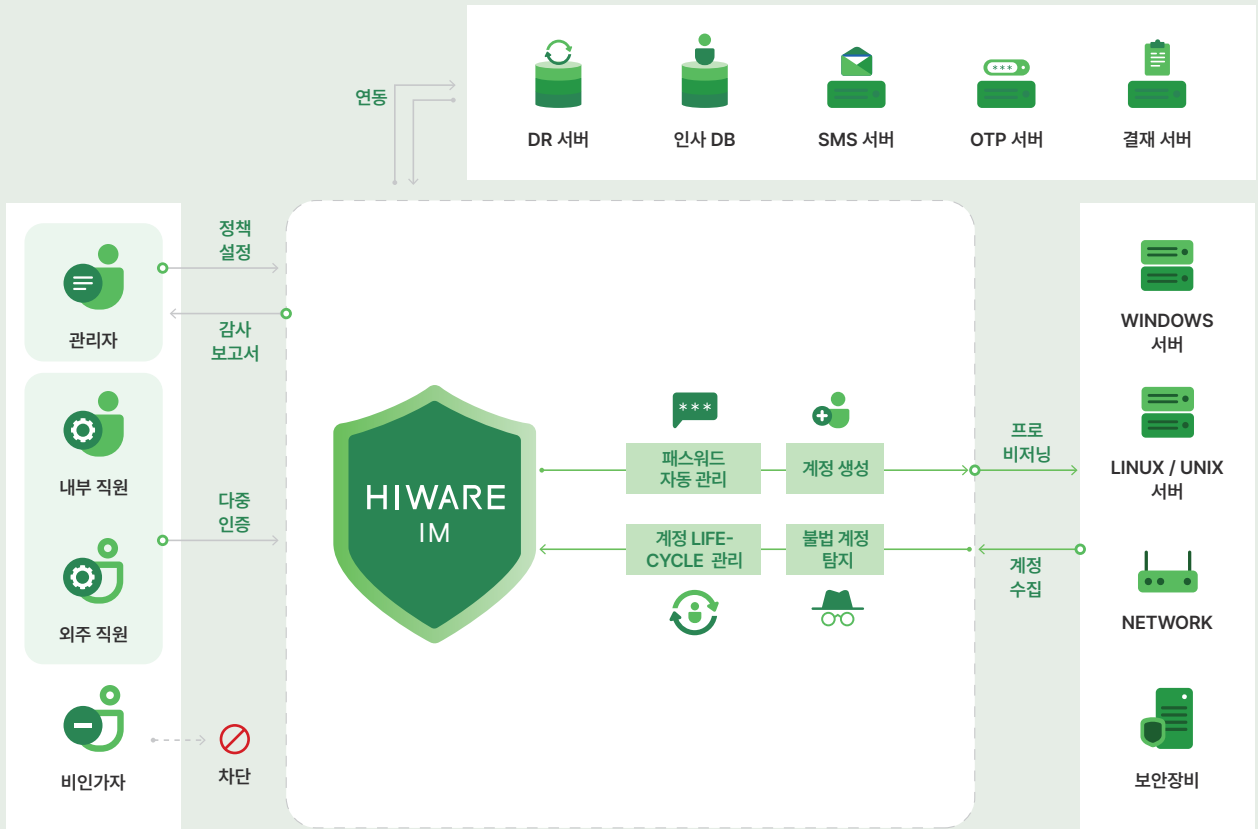 연동
DR 서버
인사 DB
SMS 서버
***
OTP 서버
결재 서버
관리자
내부 직원
외주 직원
비인가자
정책
설정
감사
보고서
다중
인증
차단
HIWARE
IM
***
패스워드
자동 관리
계정 생성
계정 LIFE-
CYCLE 관리
불법 계정
탐지
프로
비저닝
계정
수집
WINDOWS
서버
LINUX / UNIX
서버
NETWORK
보안장비